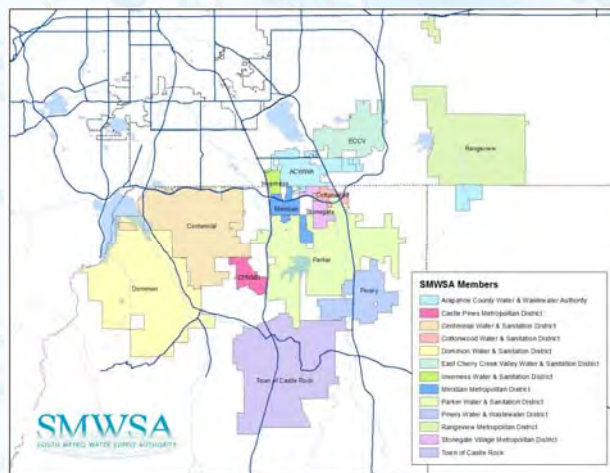 ECCV
Rangeview
ACWWA
Inverness
Cottonwood
Meridian
Stonegate
Centennial
Parker
Dominion
Pinery
Town of Castle Rock
SMWSA Members
Arapahoe County Water & Wastewater Authority
Castle Pines Metropolitan District
Centennial Water & Sanitation District
Cottonwood Water & Sanitation District
Dominion Water & Sanitation District
East Cherry Creek Valley Water & Sanitation District
Inverness Water & Sanitation District
Meridian Metropolitan District
Parker Water & Sanitation District
Pinery Water & Wastewater District
Rangeview Metropolitan District
Stonegate Village Metropolitan District
Town of Castle Rock
SMWSA
SOUTH METRO WATER SUPPLY AUTHORITY